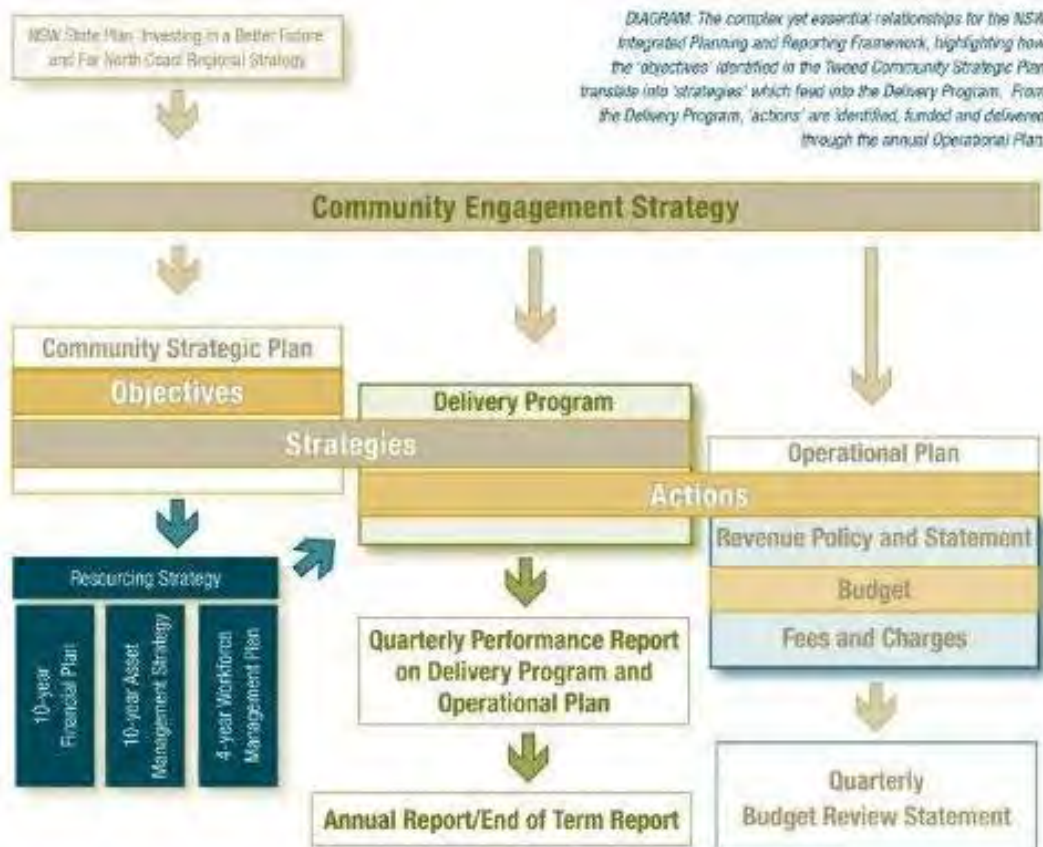 NSW State Plan: Investing in a Better Future
and Far North Coast Regional Strategy
DIAGRAM: The complex yet essential relationships for the NSW
Integrated Planning and Reporting Framework, highlighting how
the 'objectives' identified in the Tweed Community Strategic Plan
translate into 'strategies' which feed into the Delivery Program. From
the Delivery Program, 'actions' are identified, funded and delivered
through the annual Operational Plan
Community Engagement Strategy
Community Strategic Plan
Objectives
Delivery Program
Strategies
Operational Plan
Actions
Revenue Policy and Statement
Budget
Fees and Charges
Resourcing Strategy
10-year
Financial Plan
10-year Asset
Management Strategy
4-year Workforce
Management Plan
Quarterly Performance Report
on Delivery Program and
Operational Plan
Annual Report/End of Term Report
Quarterly
Budget Review Statement